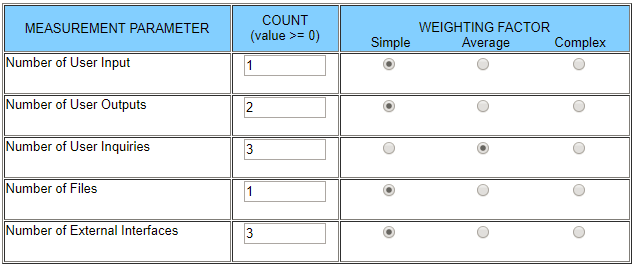 MEASUREMENT PARAMETER
COUNT
(value >= 0)
WEIGHTING FACTOR
Simple Average Complex
Number of User Input 1
Number of User Outputs 2
Number of User Inquiries 3
Number of Files 1
Number of External Interfaces 3